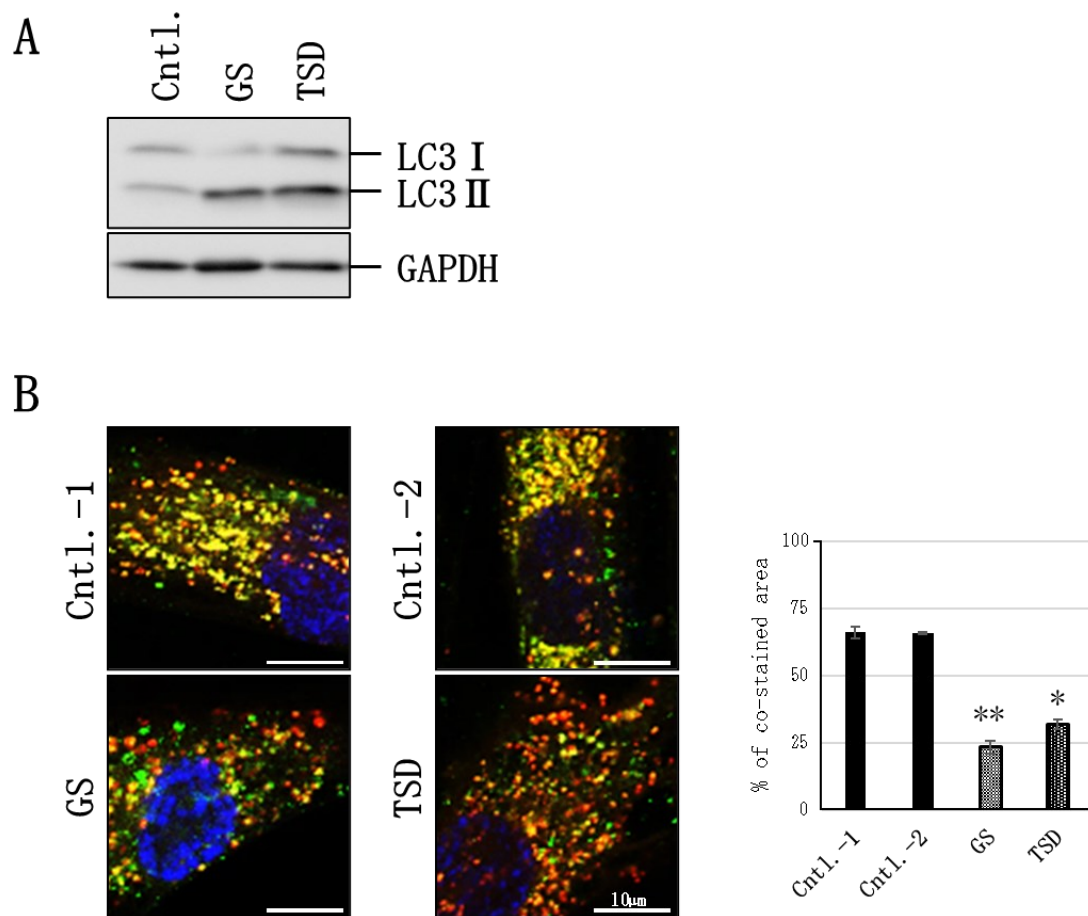 A
Cntl.
GS
TSD
LC3 Ⅰ
LC3 Ⅱ
GAPDH
B
Cntl.-1
Cntl.-2
GS
TSD
10μm
% of co-stained area
100
75
50
25
0
**
*
Cntl.-1
Cntl.-2
GS
TSD